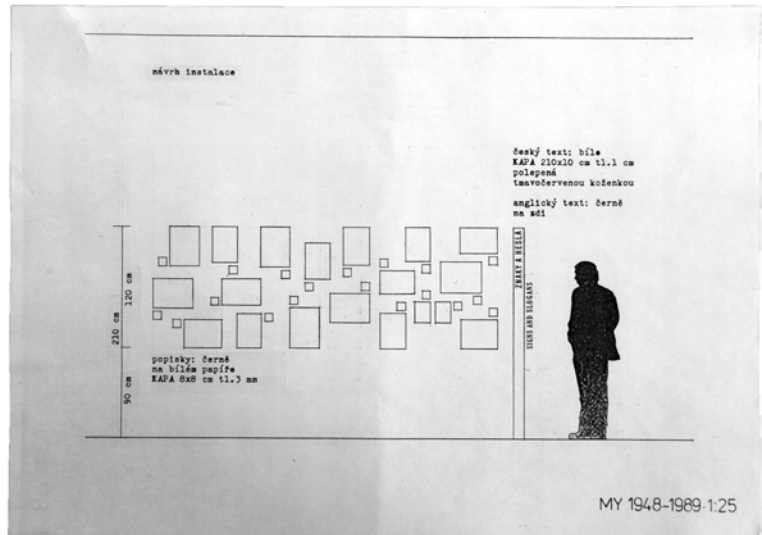 návrh instalace
český text: bíle
KAPA 210x10 cm tl.1 cm
polepená
tmavočervenou koženkou
anglický text: černě
na zdi
ZNAKY A HESLA
SIGNS AND SLOGANS
210 cm
120 cm
90 cm
popisky: černě
na bílém papíře
KAPA 8x8 cm tl.3 mm
MY 1948-1989·1:25